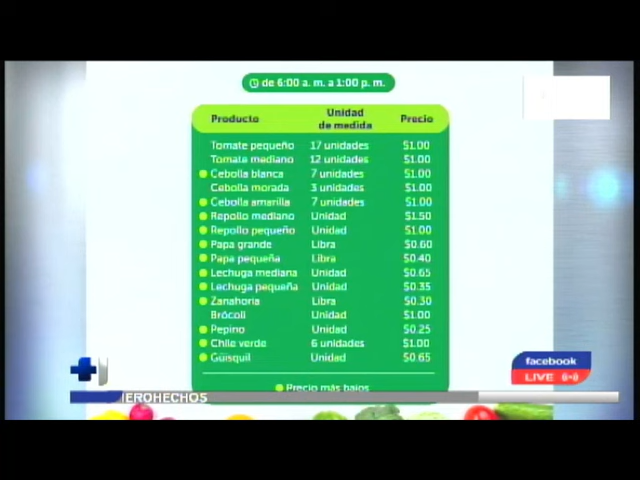 de 6:00 a. m. a 1:00 p. m.
Producto Unidad de medida Precio
Tomate pequeño 17 unidades $1.00
Tomate mediano 12 unidades $1.00
Cebolla blanca 7 unidades $1.00
Cebolla morada 3 unidades $1.00
Cebolla amarilla 7 unidades $1.00
Repollo mediano Unidad $1.50
Repollo pequeño Unidad $1.00
Papa grande Libra $0.60
Papa pequeña Libra $0.40
Lechuga mediana Unidad $0.65
Lechuga pequeña Unidad $0.35
Zanahoria Libra $0.30
Brócoli Unidad $1.00
Pepino Unidad $0.25
Chile verde 6 unidades $1.00
Güisquil Unidad $0.65
Precio más bajos
facebook
LIVE
IEROHECHOS